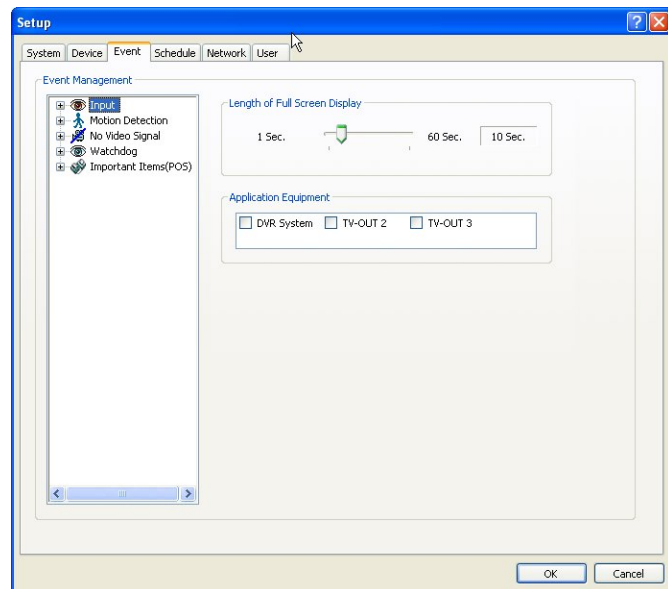 Setup
System Device Event Schedule Network User
Event Management
Input
Motion Detection
No Video Signal
Watchdog
Important Items(POS)
Length of Full Screen Display
1 Sec. 60 Sec. 10 Sec.
Application Equipment
DVR System TV-OUT 2 TV-OUT 3
OK Cancel